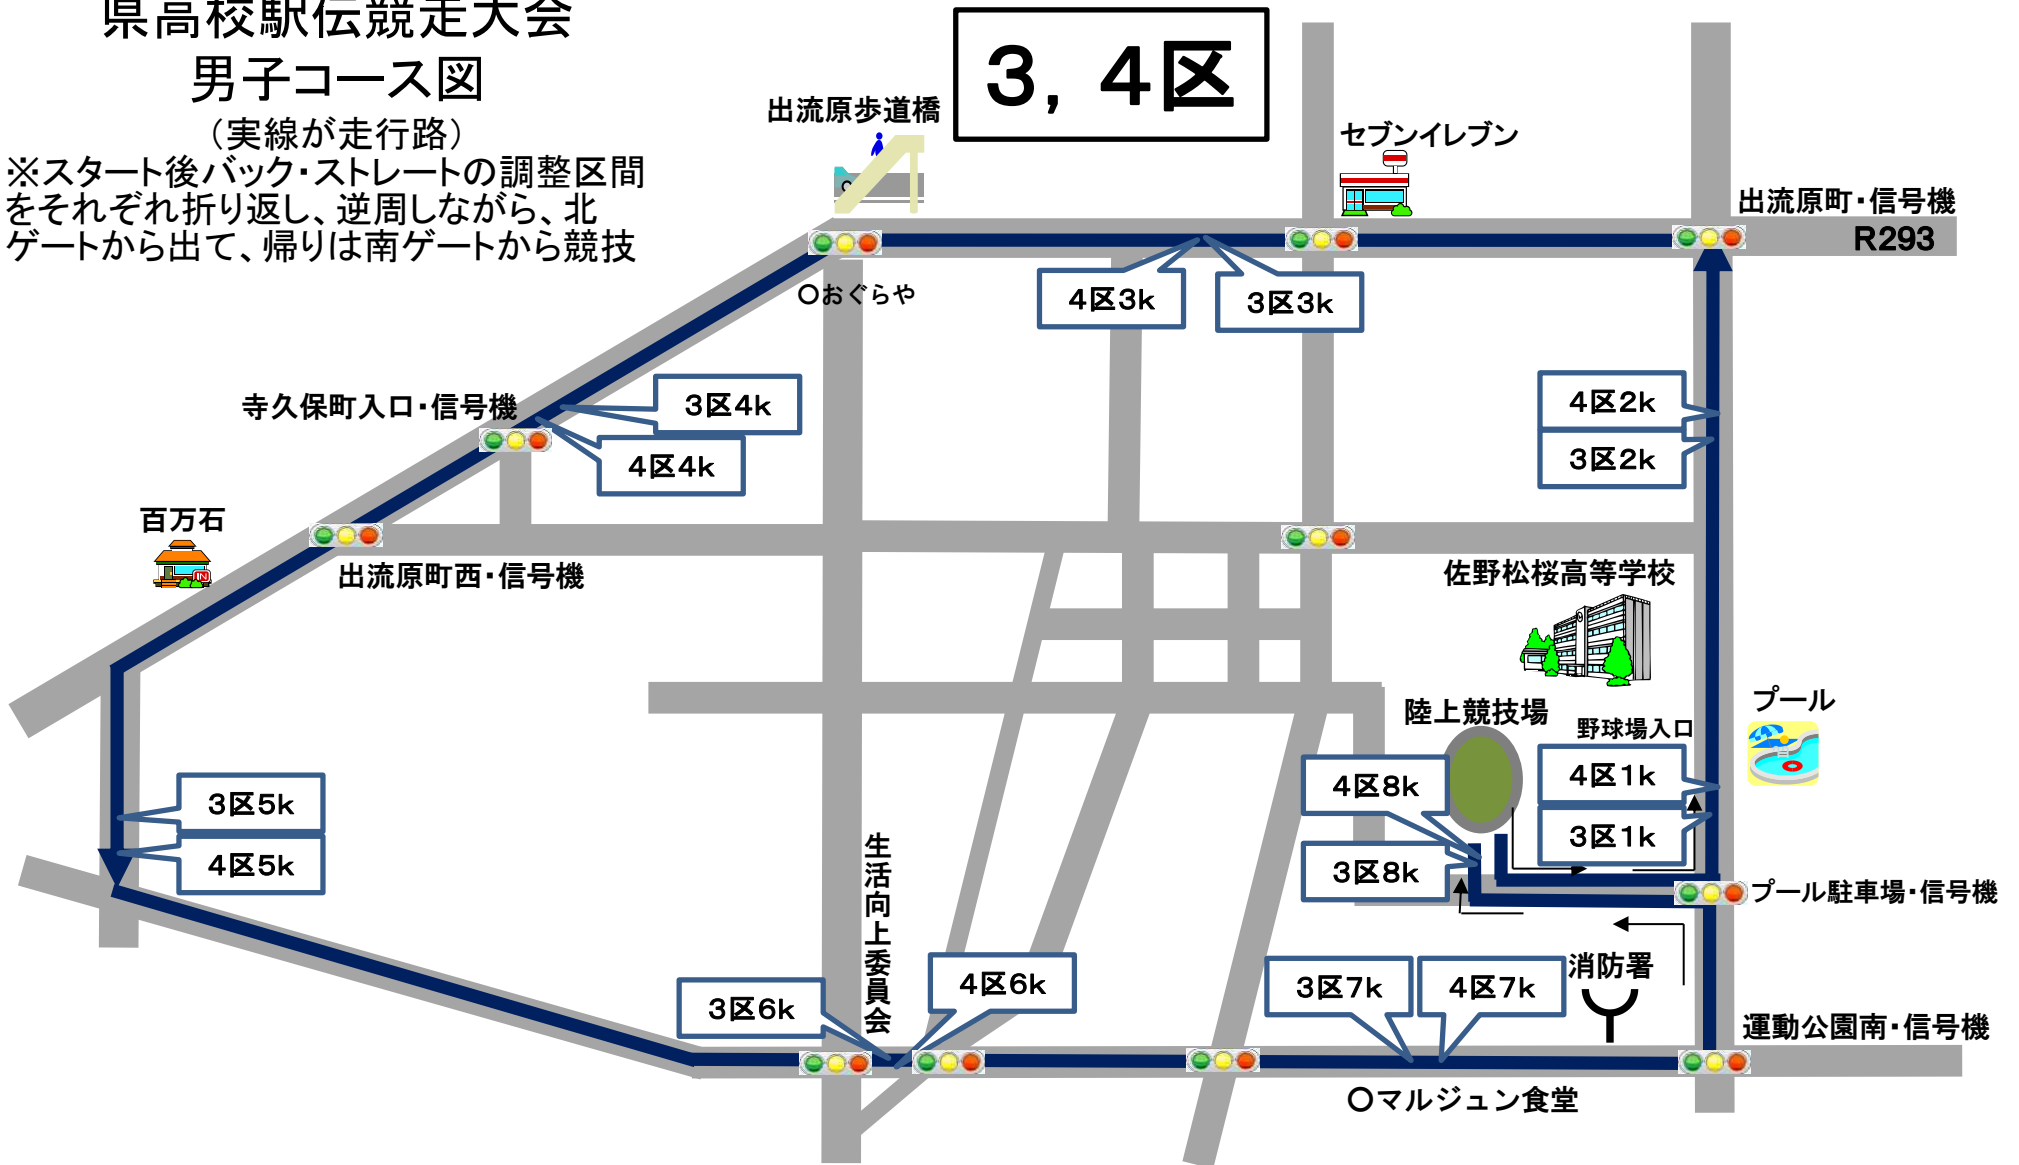 県高校駅伝競走大会
男子コース図
（実線が走行路）
※スタート後バック・ストレートの調整区間
をそれぞれ折り返し、逆周しながら、北
ゲートから出て、帰りは南ゲートから競技
３，４区
出流原歩道橋
セブンイレブン
出流原町・信号機
R293
○おぐらや
4区3k
3区3k
寺久保町入口・信号機
3区4k
4区4k
4区2k
3区2k
百万石
IN
出流原町西・信号機
佐野松桜高等学校
陸上競技場
野球場入口
プール
4区8k
4区1k
3区5k
3区1k
4区5k
3区8k
生活向上委員会
プール駐車場・信号機
3区6k
4区6k
3区7k
4区7k
消防署
運動公園南・信号機
○マルジュン食堂